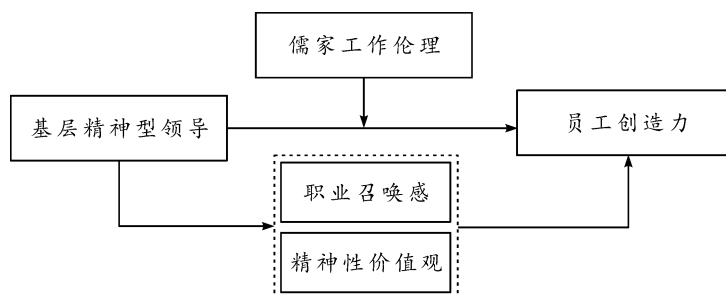 儒家工作伦理
基层精神型领导
员工创造力
职业召唤感
精神性价值观